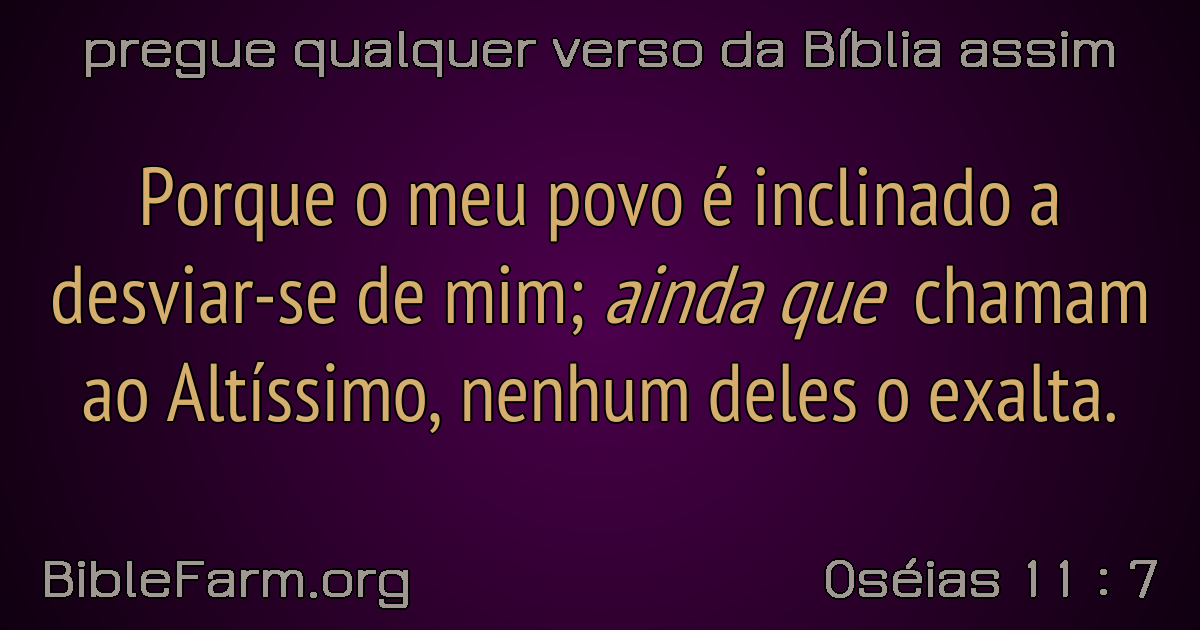 pregue qualquer verso da Bíblia assim
Porque o meu povo é inclinado a
desviar-se de mim; ainda que chamam
ao Altíssimo, nenhum deles o exalta.
BibleFarm.org
Oséias 11 : 7